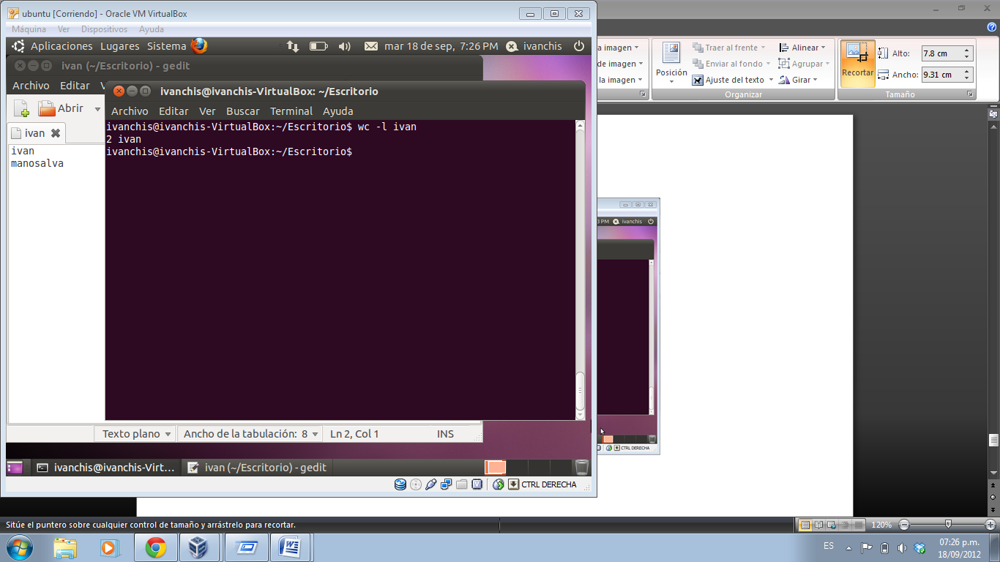 ubuntu [Corriendo] - Oracle VM VirtualBox
Máquina Ver Dispositivos Ayuda
Aplicaciones Lugares Sistema mar 18 de sep, 7:26 PM ivanchis
ivan (~/Escritorio) - gedit
Archivo Editar V
Abrir
ivan
ivan
manosalva
ivanchis@ivanchis-VirtualBox: ~/Escritorio
Archivo Editar Ver Buscar Terminal Ayuda
ivanchis@ivanchis-VirtualBox:~/Escritorio$ wc -l ivan
2 ivan
ivanchis@ivanchis-VirtualBox:~/Escritorio$
Texto plano Ancho de la tabulación: 8 Ln 2, Col 1 INS
ivanchis@ivanchis-Virt... ivan (~/Escritorio) - gedit
CTRL DERECHA
a imagen
de imagen
la imagen
Posición
Traer al frente
Enviar al fondo
Ajuste del texto
Alinear
Agrupar
Girar
Organizar
Recortar
Alto: 7.8 cm
Ancho: 9.31 cm
Tamaño
3 PM ivanchis
CTRL DERECHA
Sitúe el puntero sobre cualquier control de tamaño y arrástrelo para recortar.
120%
ES
07:26 p.m.
18/09/2012